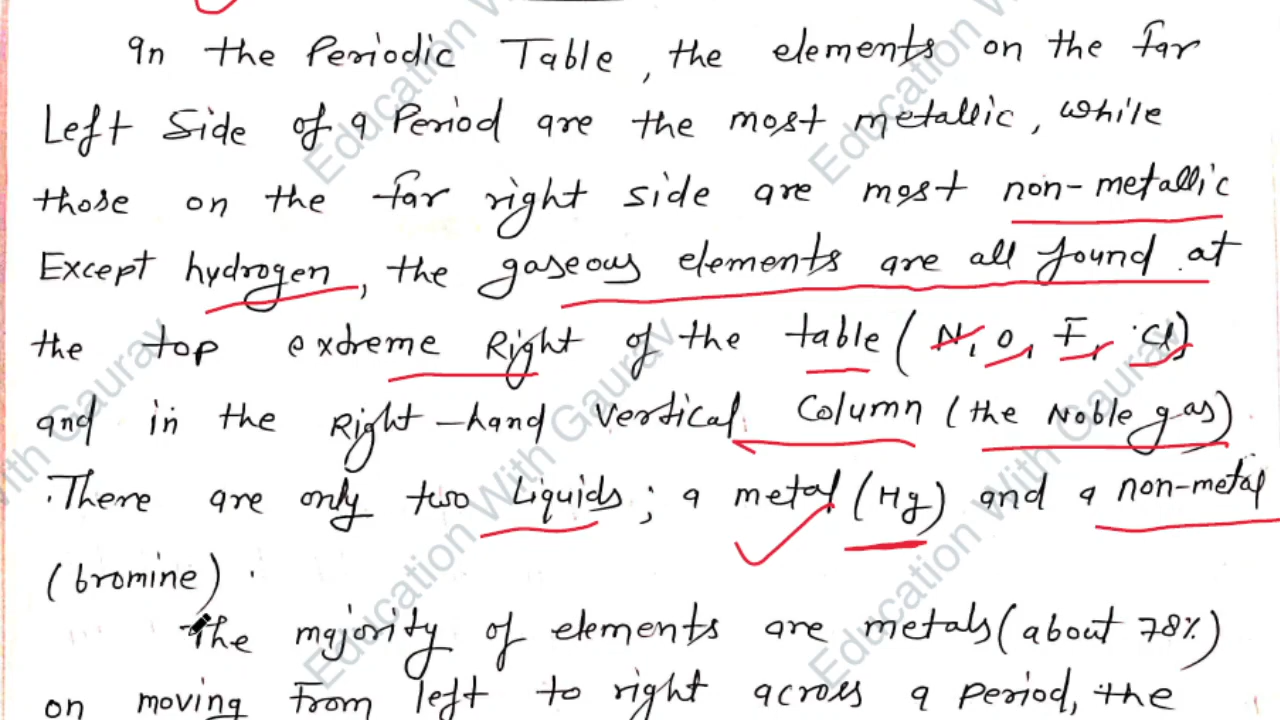 In the Periodic Table, the elements on the far
Left Side of a Period are the most metallic, while
those on the far right side are most non-metallic
Except hydrogen, the gaseous elements are all found at
the top extreme Right of the table (N, O, F, Cl)
and in the Right-hand Vertical Column (the Noble gas)
There are only two Liquids; a metal (Hg) and a non-metal
(bromine).
The majority of elements are metals (about 78%)
on moving from left to right across a period, the
Education With Gaurav